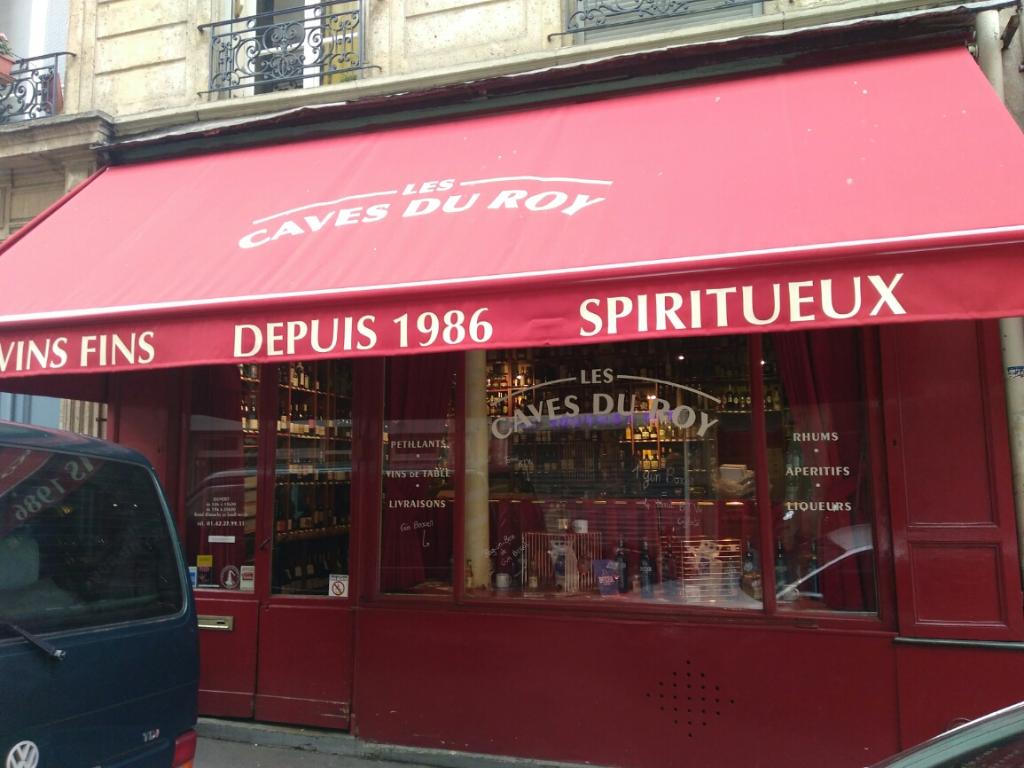 LES
CAVES DU ROY
VINS FINS DEPUIS 1986 SPIRITUEUX
LES
CAVES DU ROY
PETILLANTS
VINS DE TABLE
LIVRAISONS
RHUMS
APERITIFS
LIQUEURS
TDI